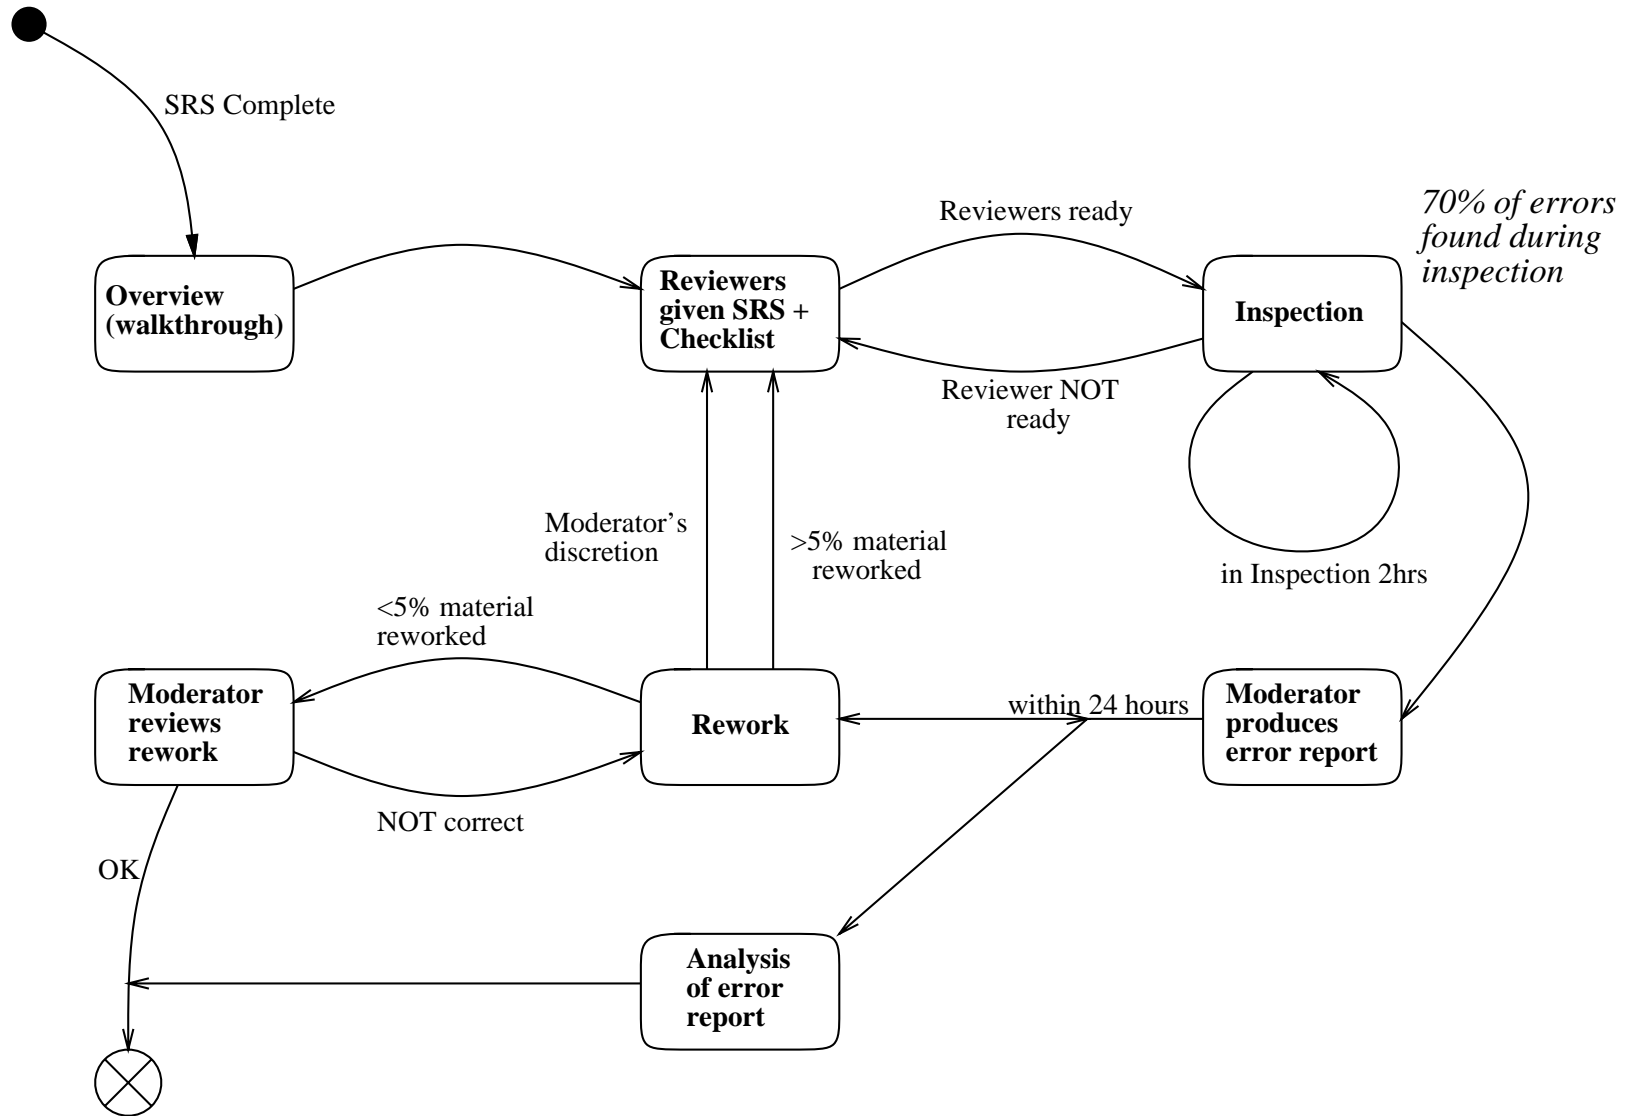 SRS Complete
70% of errors
found during
inspection
Reviewers ready
Overview
(walkthrough)
Reviewers
given SRS +
Checklist
Inspection
Reviewer NOT
ready
Moderator’s
discretion
>5% material
reworked
in Inspection 2hrs
<5% material
reworked
Moderator
reviews
rework
Rework
within 24 hours
Moderator
produces
error report
NOT correct
OK
Analysis
of error
report